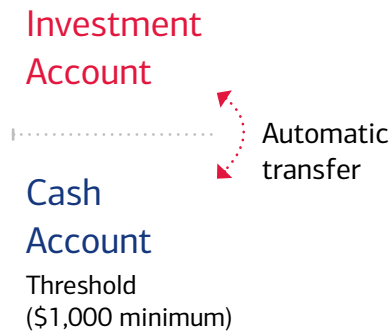 Investment
Account
Automatic
transfer
Cash
Account
Threshold
($1,000 minimum)